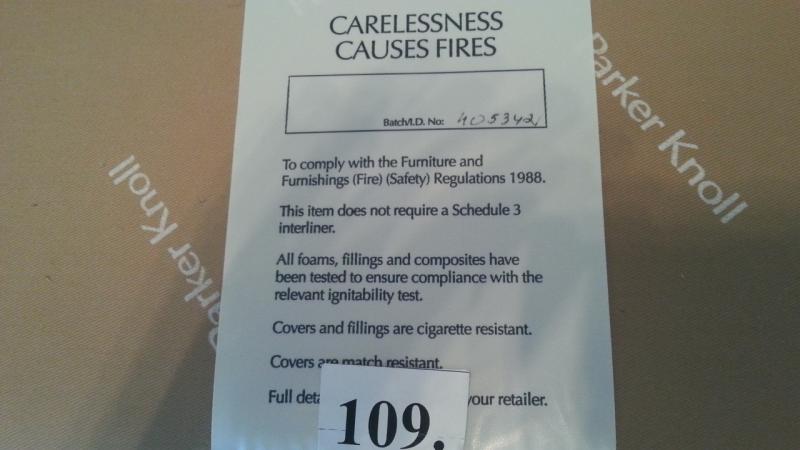 CARELESSNESS
CAUSES FIRES
Batch/I.D. No: 405342
To comply with the Furniture and
Furnishings (Fire) (Safety) Regulations 1988.
This item does not require a Schedule 3
interliner.
All foams, fillings and composites have
been tested to ensure compliance with the
relevant ignitability test.
Covers and fillings are cigarette resistant.
Covers are match resistant.
Full your retailer.
109.
Parker Knoll
Parker Knoll